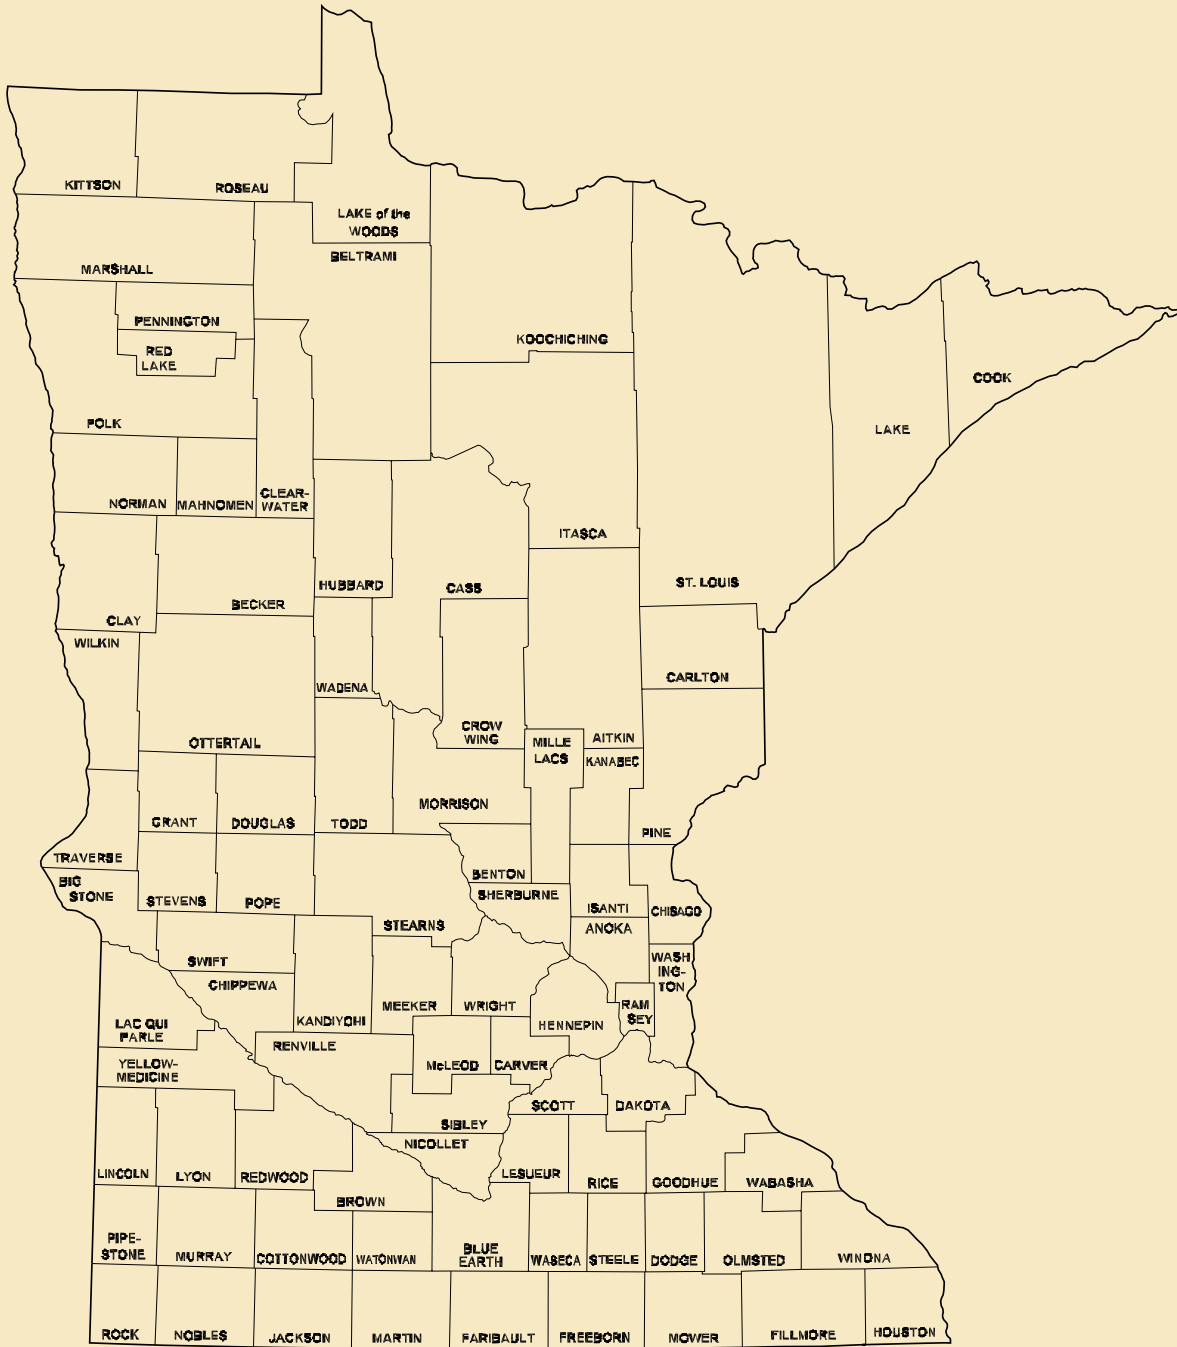 KITTSON
ROSEAU
LAKE of the
WOODS
BELTRAMI
MARSHALL
PENNINGTON
RED
LAKE
KOOCHICHING
COOK
POLK
LAKE
NORMAN
MAHNOMEN
CLEAR-
WATER
ITASCA
HUBBARD
CASS
ST. LOUIS
BECKER
CLAY
WILKIN
CARLTON
WADENA
CROW
WING
MILLE
LACS
AITKIN
KANABEC
OTTERTAIL
MORRISON
GRANT
DOUGLAS
TODD
PINE
TRAVERSE
BIG
STONE
STEVENS
POPE
BENTON
SHERBURNE
ISANTI
CHISAGO
STEARNS
ANOKA
SWIFT
WASH
ING-
TON
CHIPPEWA
KANDIYOHI
MEEKER
WRIGHT
HENNEPIN
RAM
SEY
LAC QUI
PARLE
RENVILLE
YELLOW-
MEDICINE
McLEOD
CARVER
SCOTT
DAKOTA
SIBLEY
NICOLLET
LINCOLN
LYON
REDWOOD
LESUEUR
RICE
GOODHUE
WABASHA
BROWN
PIPE-
STONE
MURRAY
COTTONWOOD
WATONWAN
BLUE
EARTH
WASECA
STEELE
DODGE
OLMSTED
WINONA
ROCK
NOBLES
JACKSON
MARTIN
FARIBAULT
FREEBORN
MOWER
FILLMORE
HOUSTON